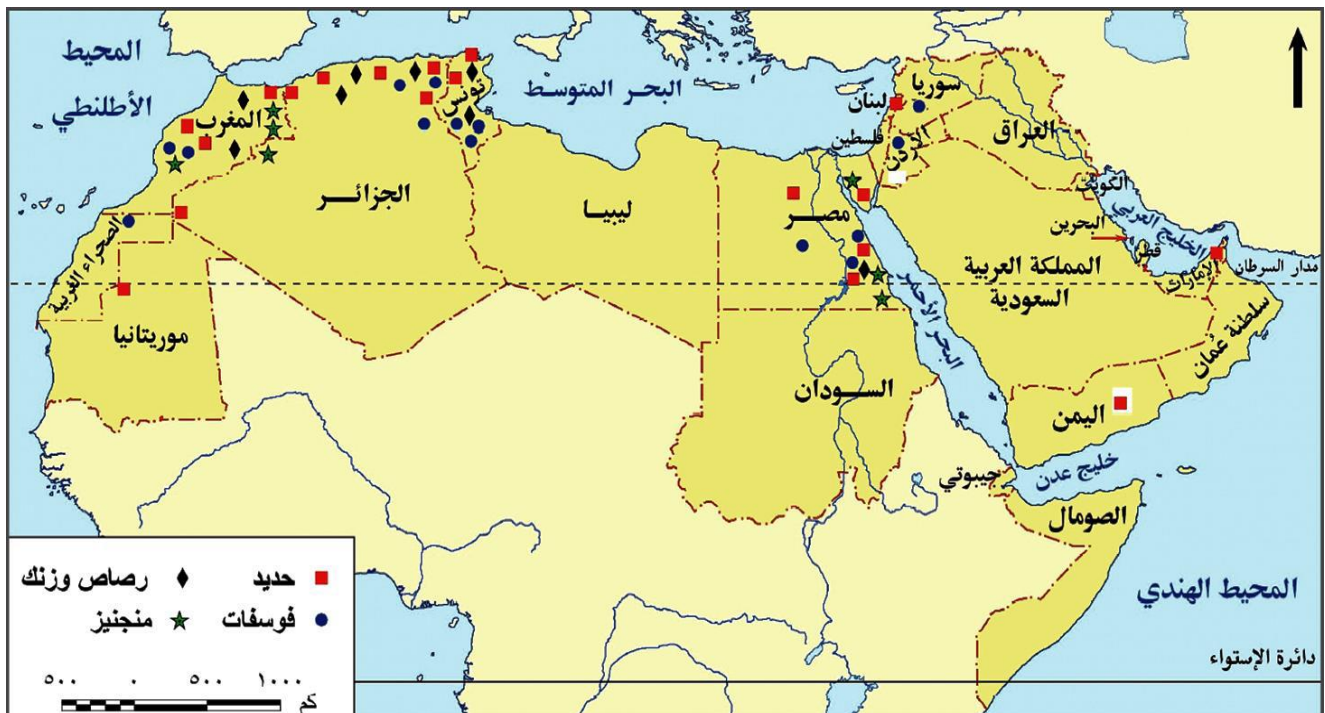 المحيط
الأطلنطي
البحر المتوسط
سوريا
لبنان
فلسطين
الأردن
العراق
الكويت
الخليج العربي
البحرين
قطر
الإمارات
مدار السرطان
سلطنة عُمان
المملكة العربية
السعودية
اليمن
خليج عدن
البحر الأحمر
مصر
ليبيا
تونس
الجزائر
المغرب
الصحراء الغربية
موريتانيا
السودان
جيبوتي
الصومال
المحيط الهندي
دائرة الإستواء
حديد
رصاص وزنك
فوسفات
منجنيز
٥٠٠ ٠ ٥٠٠ ١٠٠٠
كم